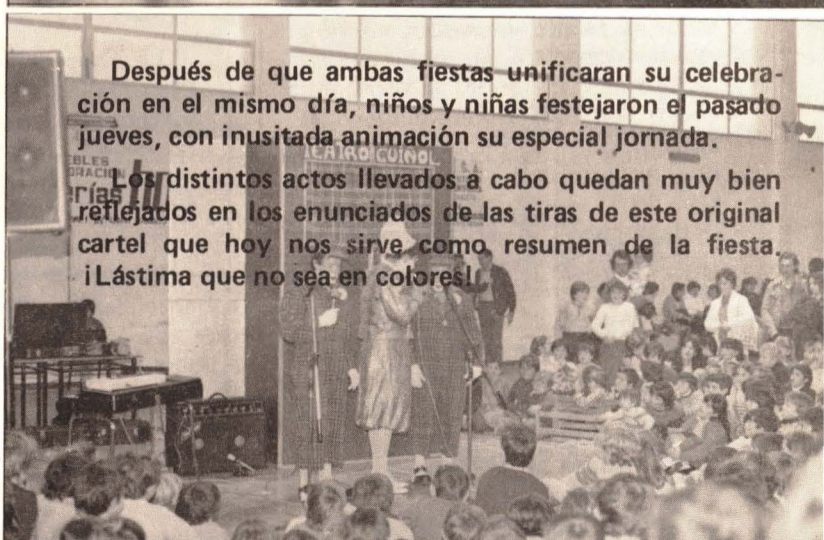 Después de que ambas fiestas unificaran su celebra-
ción en el mismo día, niños y niñas festejaron el pasado
jueves, con inusitada animación su especial jornada.
TEATRO GUIÑOL
Los distintos actos llevados a cabo quedan muy bien
reflejados en los enunciados de las tiras de este original
cartel que hoy nos sirve como resumen de la fiesta.
¡Lástima que no sea en colores!